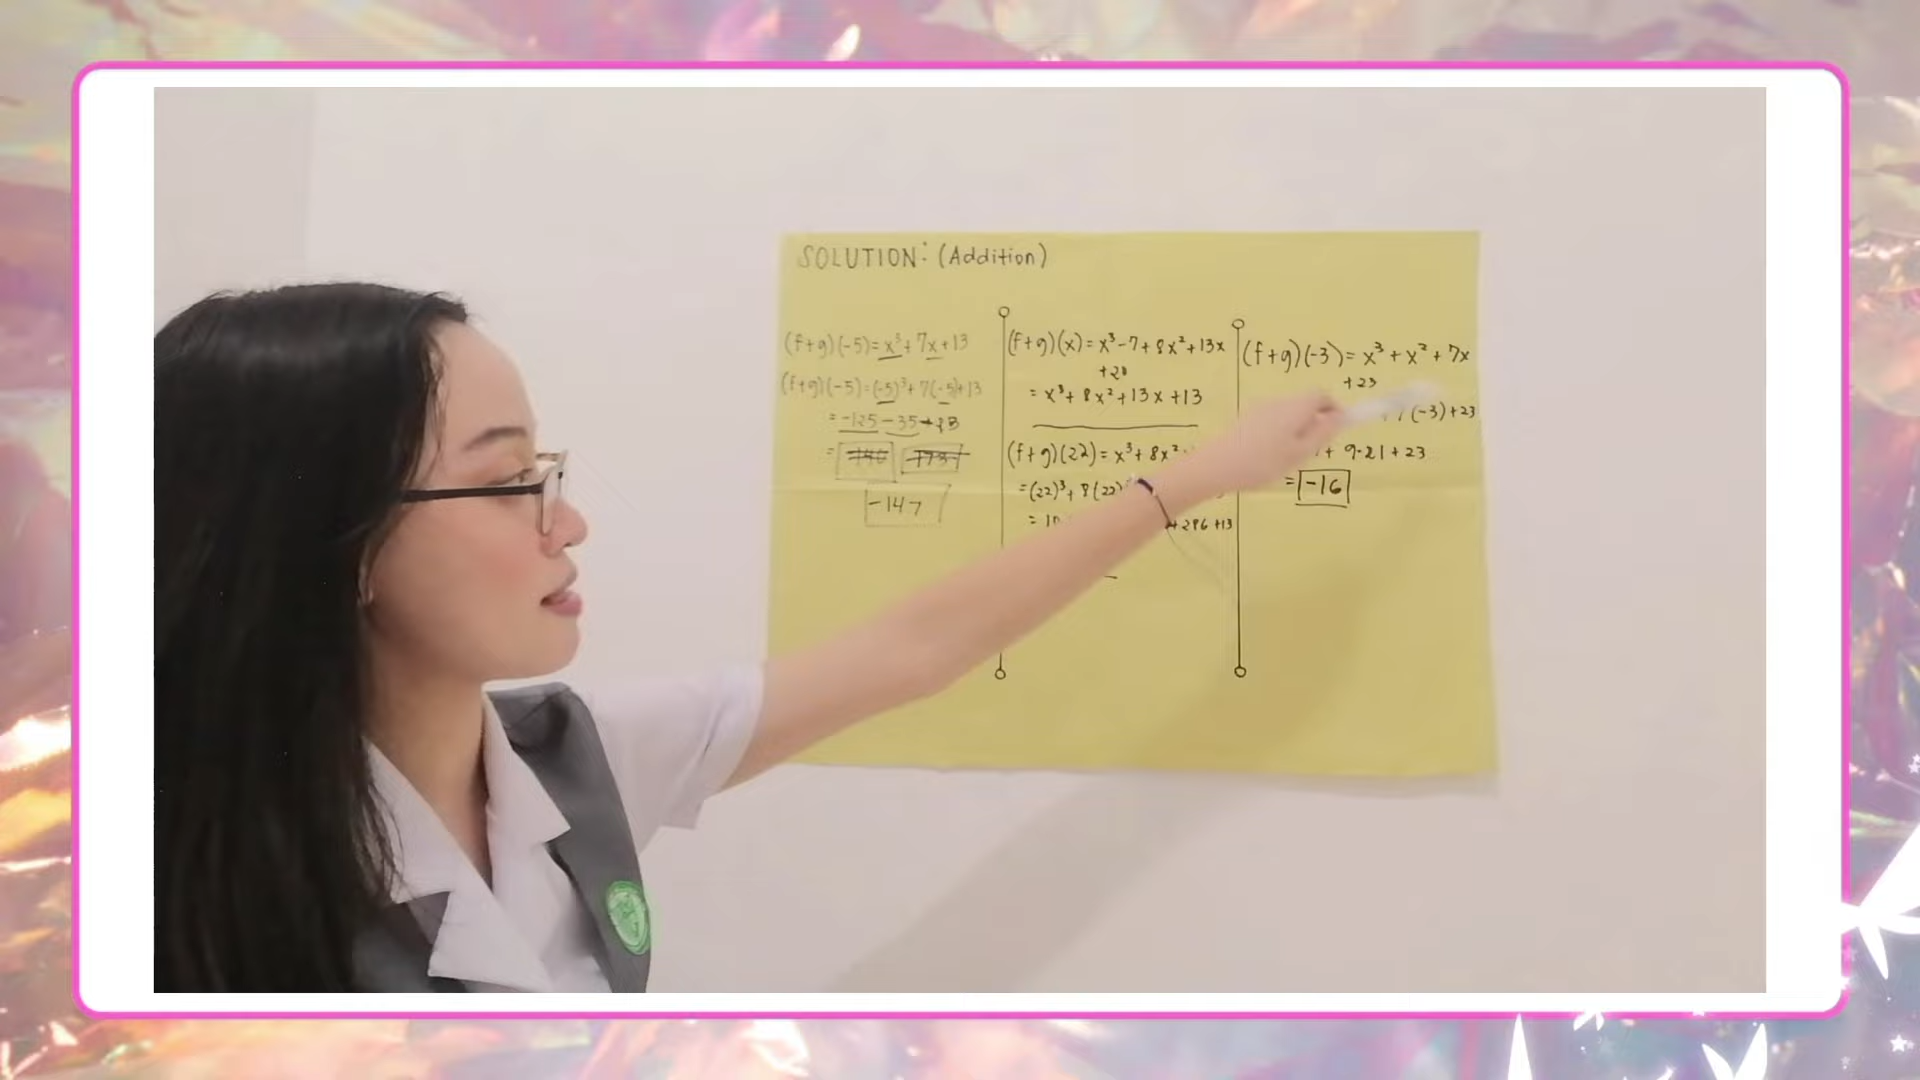 SOLUTION: (Addition)
(f+g)(-5)=x³+7x+13
(f+g)(-5)=(-5)³+7(-5)+13
=-125-35+13
=
-147
(f+g)(x)=x³-7+8x²+13x
+20
=x³+8x²+13x+13
(f+g)(22)=x³+8x²
=(22)³+8(22)
+286+13
(f+g)(-3)=x³+x²+7x
+23
(-3)+23
+9-21+23
=-16